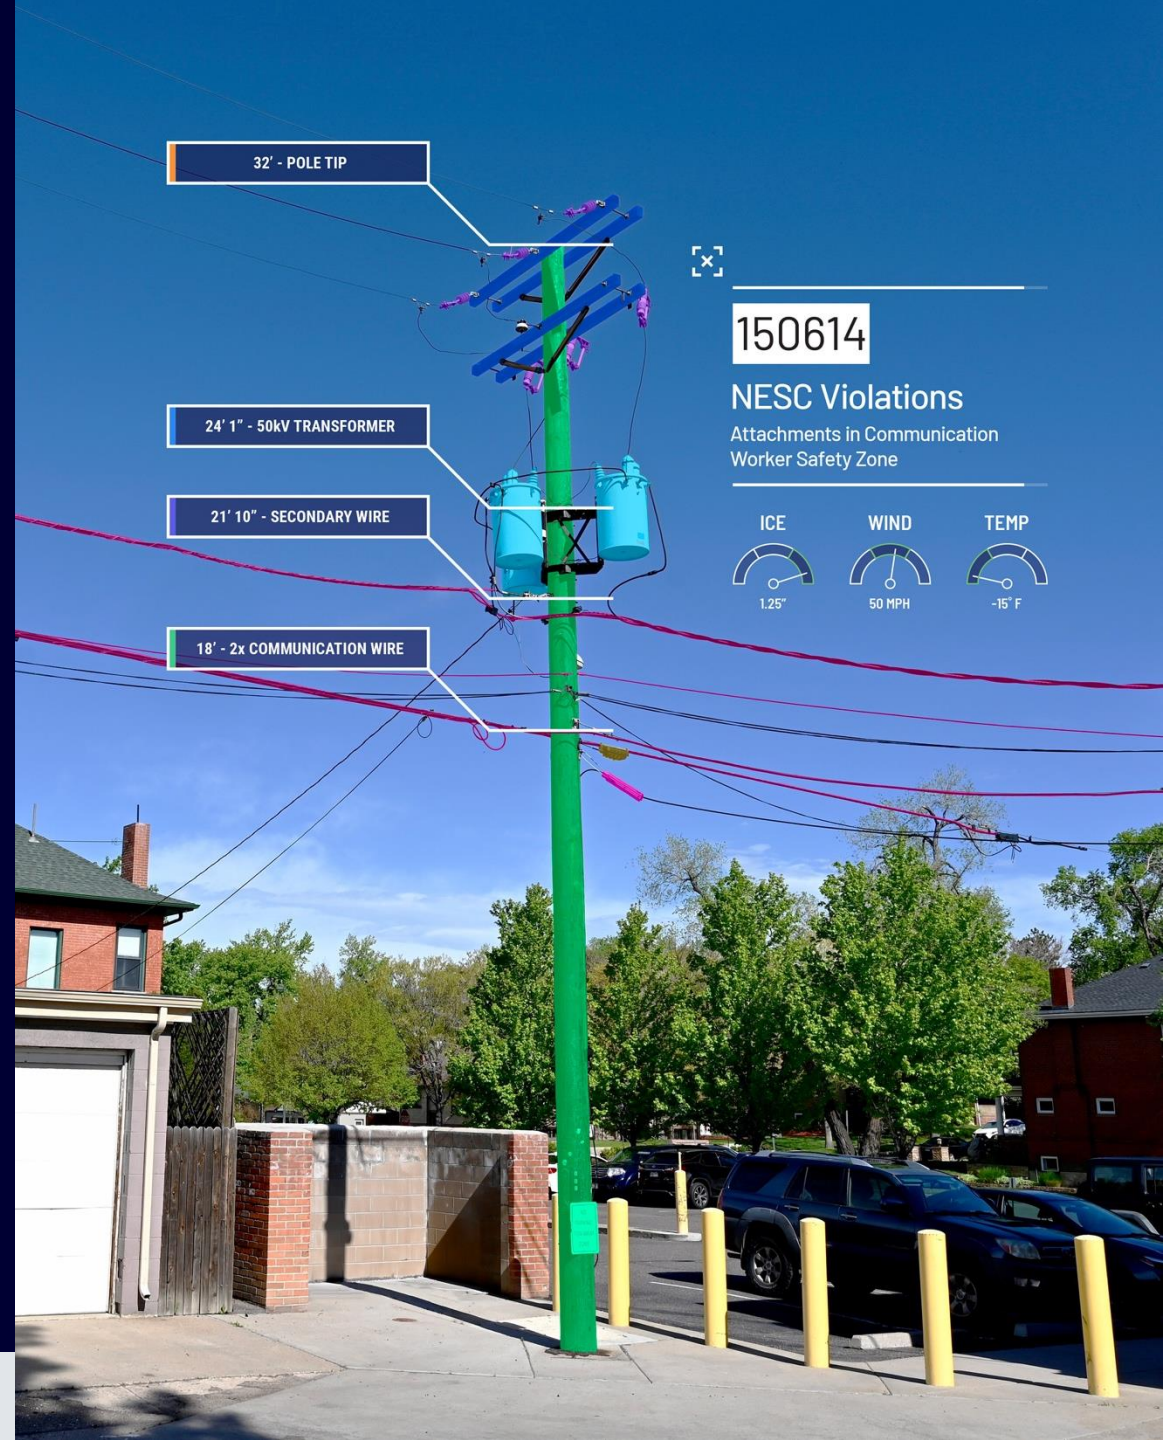 32′ - POLE TIP
150614
NESC Violations
Attachments in Communication
Worker Safety Zone
24′ 1″ - 50kV TRANSFORMER
21′ 10″ - SECONDARY WIRE
ICE
WIND
TEMP
1.25″
50 MPH
-15° F
18′ - 2x COMMUNICATION WIRE